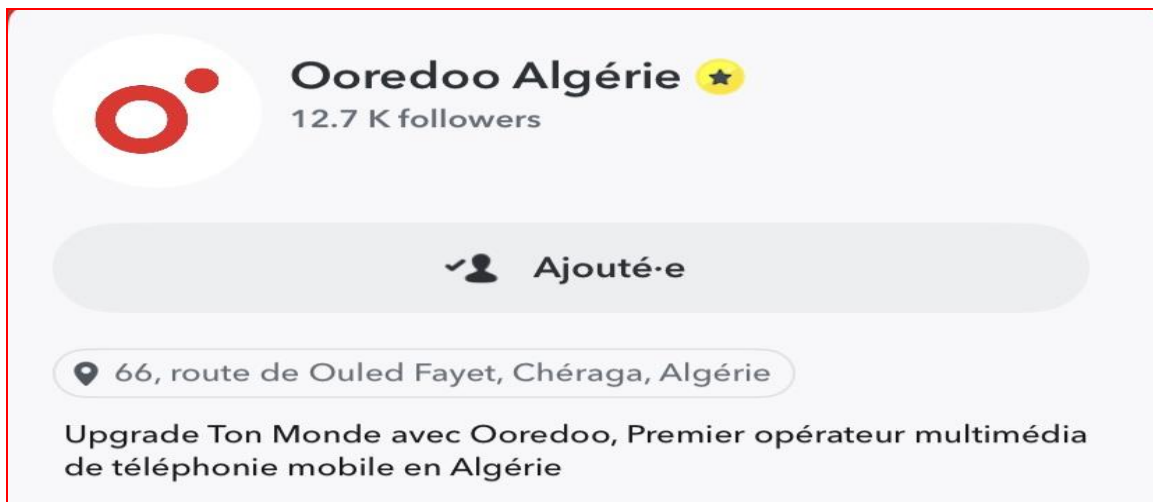 Ooredoo Algérie
12.7 K followers
Ajouté·e
66, route de Ouled Fayet, Chéraga, Algérie
Upgrade Ton Monde avec Ooredoo, Premier opérateur multimédia
de téléphonie mobile en Algérie